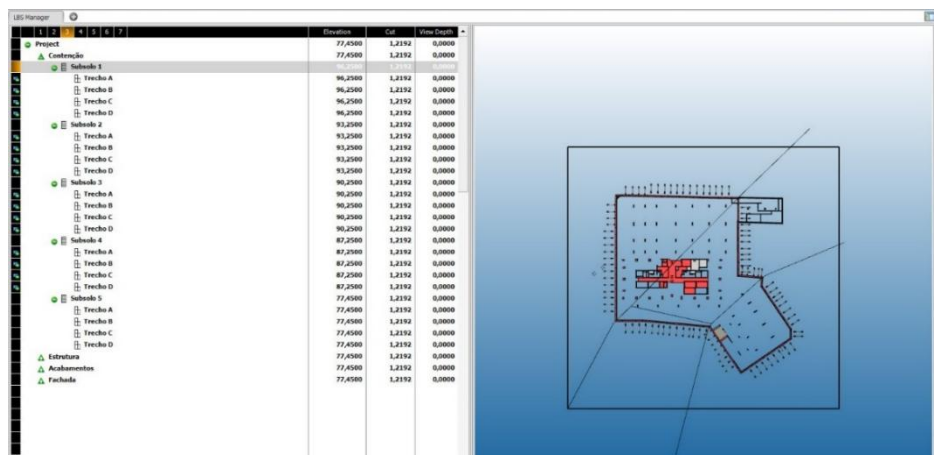 LBS Manager
1 2 3 4 5 6 7 Elevation Cut View Depth
Project 77,4500 1,2192 0,0000
Contenção 77,4500 1,2192 0,0000
Subsolo 1 96,2500 1,2192 0,0000
Trecho A 96,2500 1,2192 0,0000
Trecho B 96,2500 1,2192 0,0000
Trecho C 96,2500 1,2192 0,0000
Trecho D 96,2500 1,2192 0,0000
Subsolo 2 93,2500 1,2192 0,0000
Trecho A 93,2500 1,2192 0,0000
Trecho B 93,2500 1,2192 0,0000
Trecho C 93,2500 1,2192 0,0000
Trecho D 93,2500 1,2192 0,0000
Subsolo 3 90,2500 1,2192 0,0000
Trecho A 90,2500 1,2192 0,0000
Trecho B 90,2500 1,2192 0,0000
Trecho C 90,2500 1,2192 0,0000
Trecho D 90,2500 1,2192 0,0000
Subsolo 4 87,2500 1,2192 0,0000
Trecho A 87,2500 1,2192 0,0000
Trecho B 87,2500 1,2192 0,0000
Trecho C 87,2500 1,2192 0,0000
Trecho D 87,2500 1,2192 0,0000
Subsolo 5 77,4500 1,2192 0,0000
Trecho A 77,4500 1,2192 0,0000
Trecho B 77,4500 1,2192 0,0000
Trecho C 77,4500 1,2192 0,0000
Trecho D 77,4500 1,2192 0,0000
Estrutura 77,4500 1,2192 0,0000
Acabamentos 77,4500 1,2192 0,0000
Fachada 77,4500 1,2192 0,0000